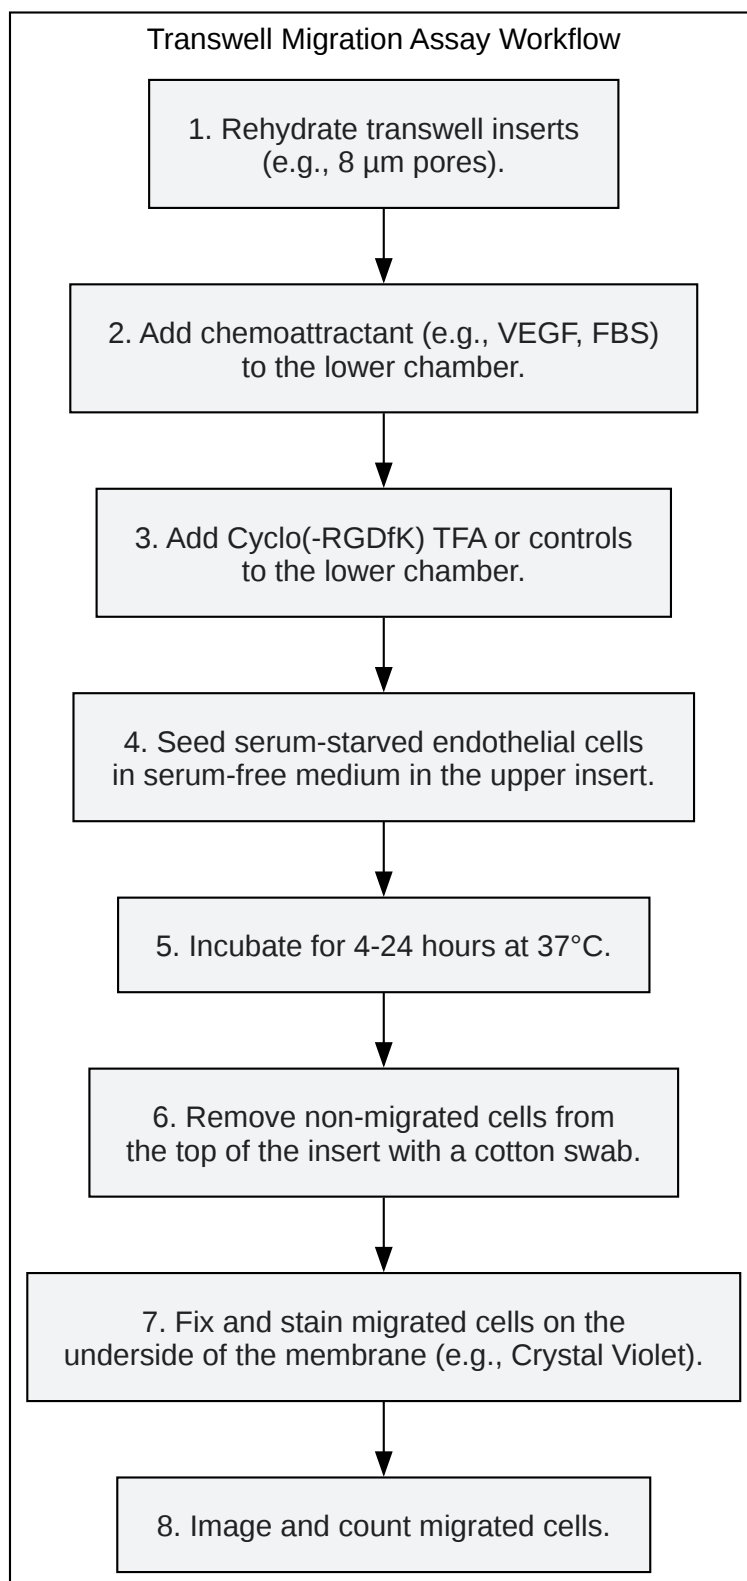 Transwell Migration Assay Workflow
1. Rehydrate transwell inserts
(e.g., 8 µm pores).
2. Add chemoattractant (e.g., VEGF, FBS)
to the lower chamber.
3. Add Cyclo(-RGDfK) TFA or controls
to the lower chamber.
4. Seed serum-starved endothelial cells
in serum-free medium in the upper insert.
5. Incubate for 4-24 hours at 37°C.
6. Remove non-migrated cells from
the top of the insert with a cotton swab.
7. Fix and stain migrated cells on the
underside of the membrane (e.g., Crystal Violet).
8. Image and count migrated cells.